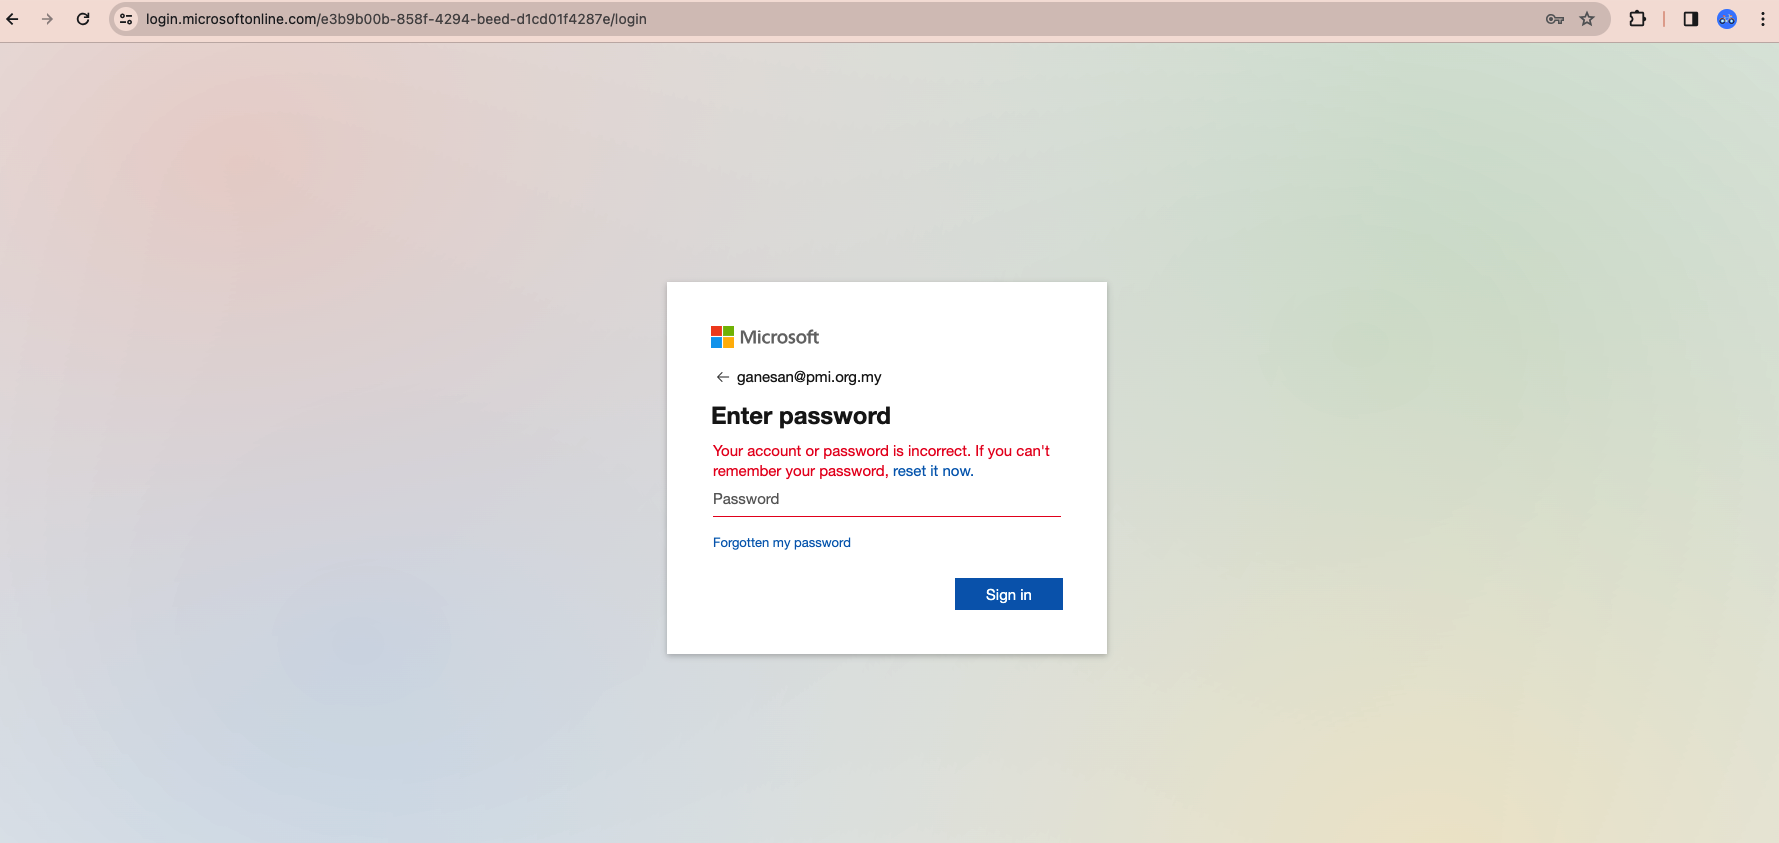 login.microsoftonline.com/e3b9b00b-858f-4294-beed-d1cd01f4287e/login
Microsoft
ganesan@pmi.org.my
Enter password
Your account or password is incorrect. If you can't
remember your password, reset it now.
Password
Forgotten my password
Sign in